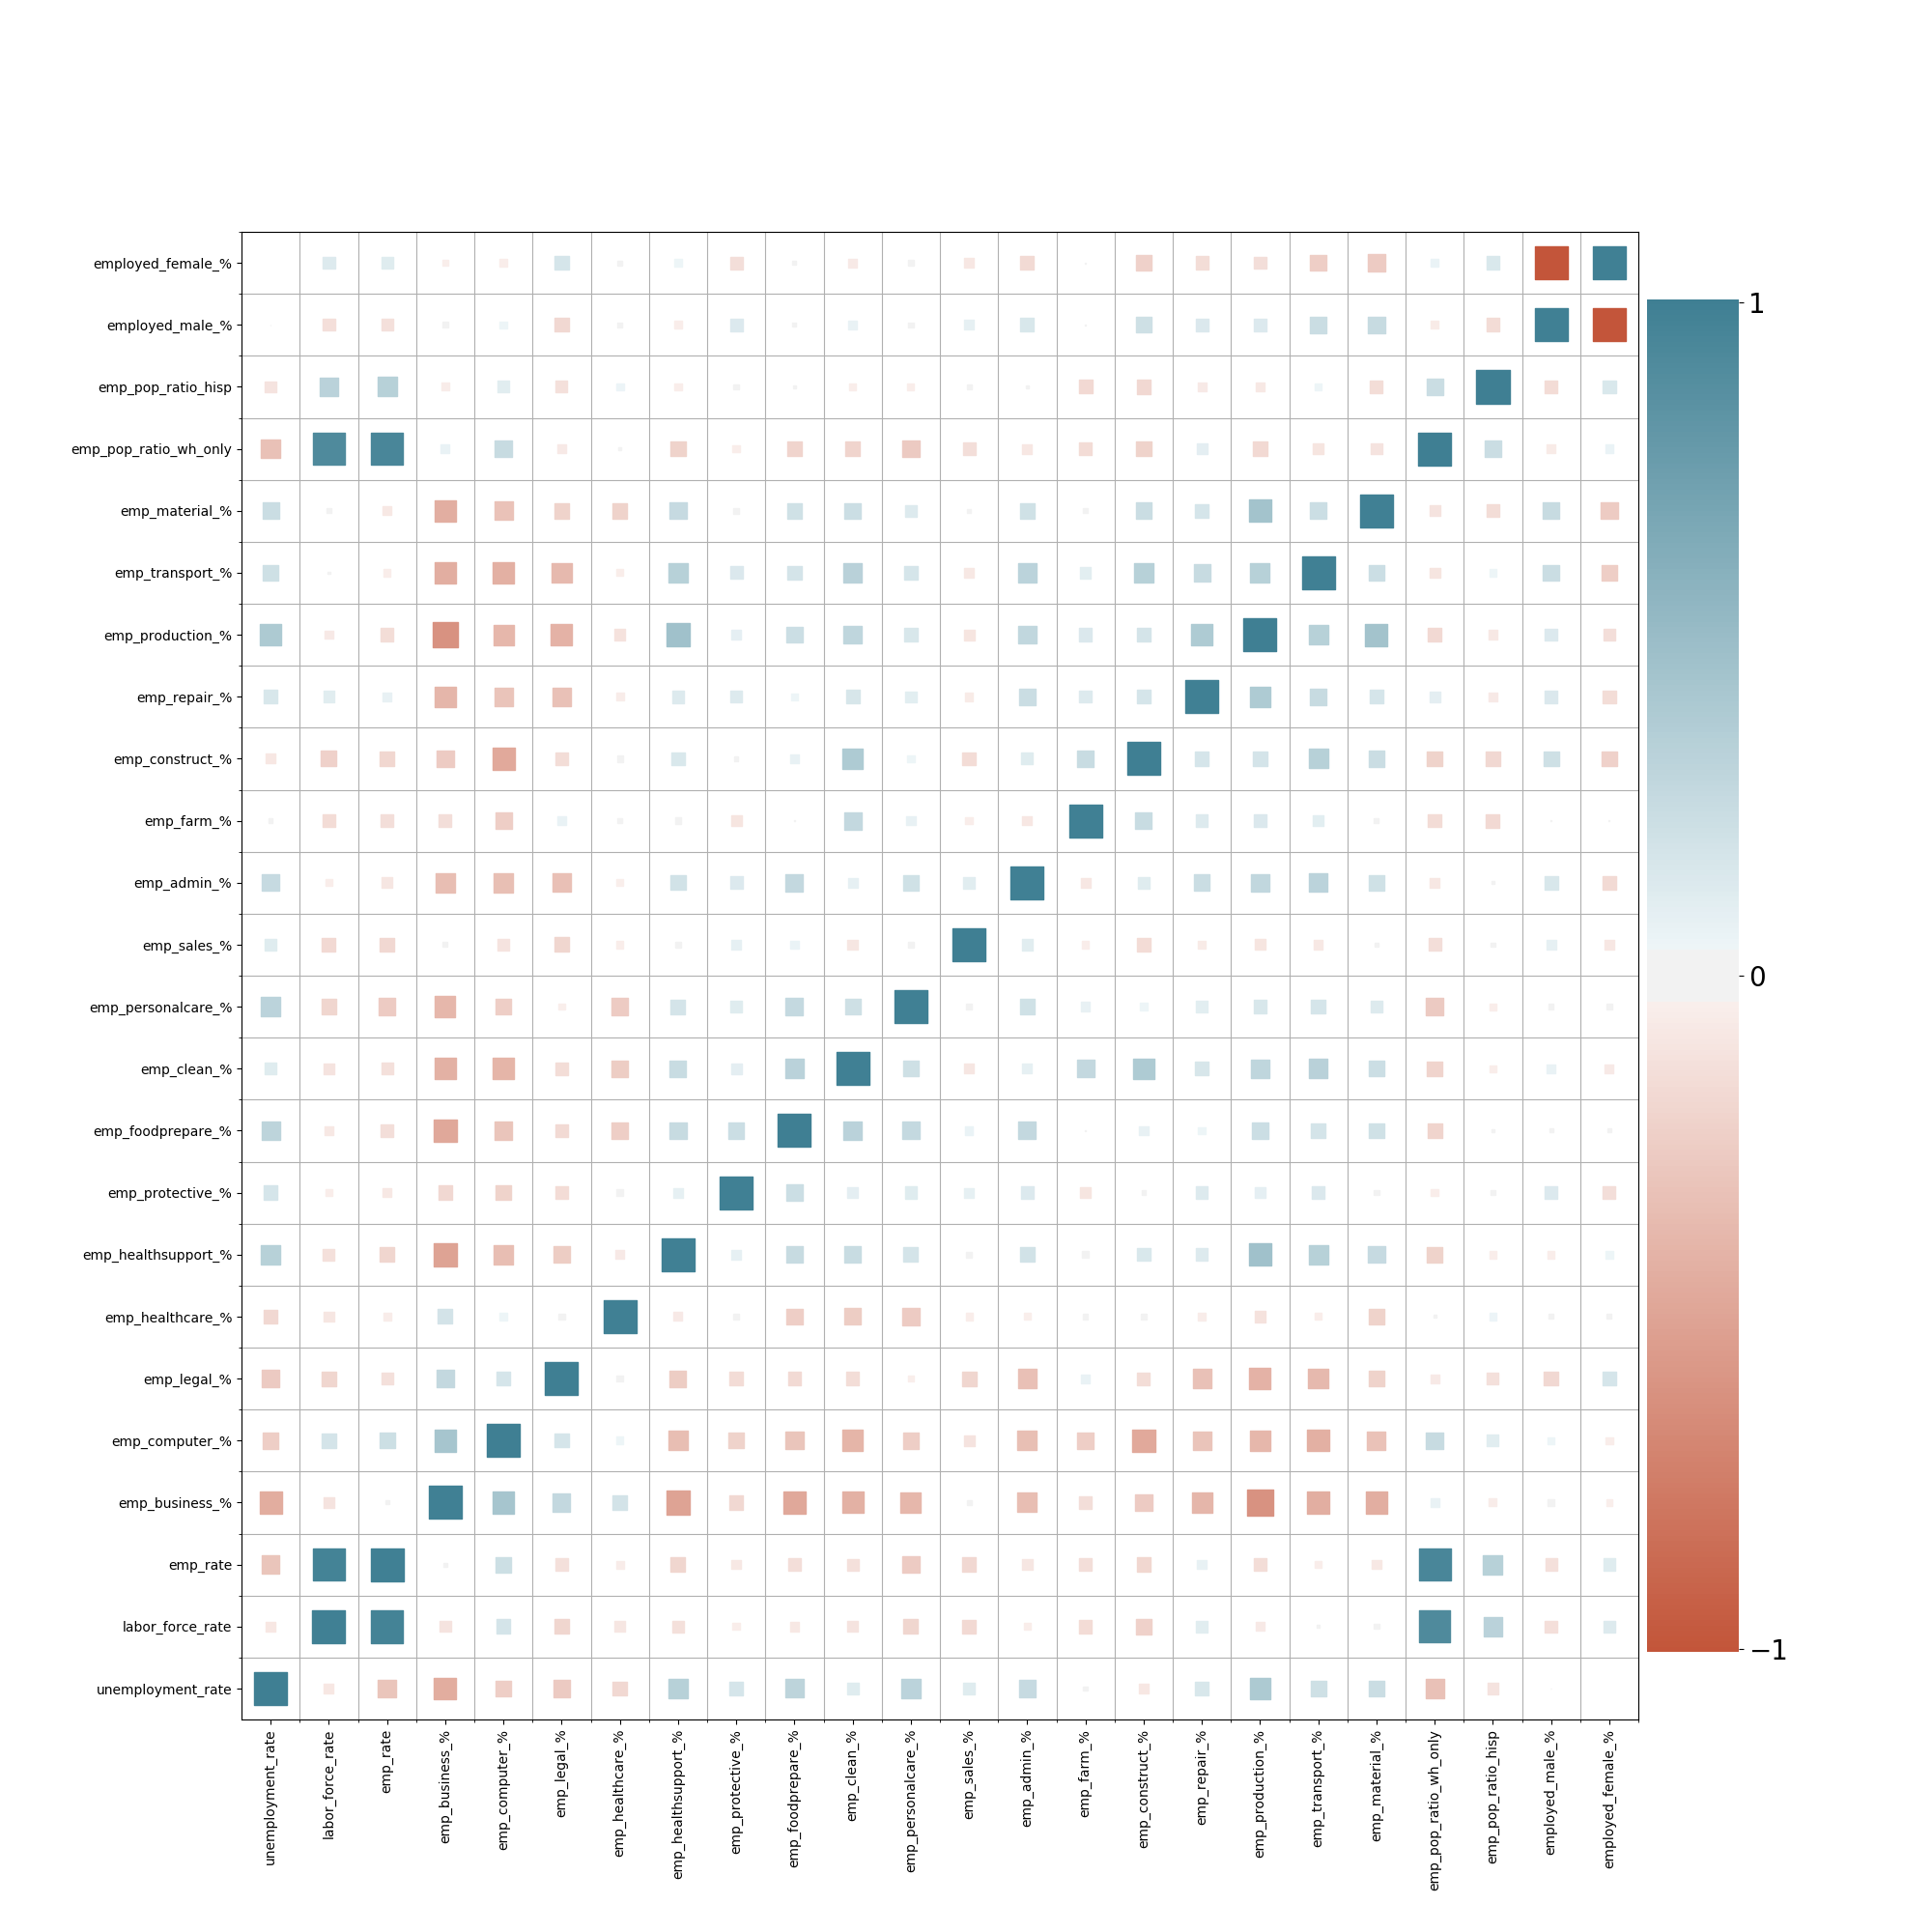 employed_female_%
employed_male_%
emp_pop_ratio_hisp
emp_pop_ratio_wh_only
emp_material_%
emp_transport_%
emp_production_%
emp_repair_%
emp_construct_%
emp_farm_%
emp_admin_%
emp_sales_%
emp_personalcare_%
emp_clean_%
emp_foodprepare_%
emp_protective_%
emp_healthsupport_%
emp_healthcare_%
emp_legal_%
emp_computer_%
emp_business_%
emp_rate
labor_force_rate
unemployment_rate
unemployment_rate
labor_force_rate
emp_rate
emp_business_%
emp_computer_%
emp_legal_%
emp_healthcare_%
emp_healthsupport_%
emp_protective_%
emp_foodprepare_%
emp_clean_%
emp_personalcare_%
emp_sales_%
emp_admin_%
emp_farm_%
emp_construct_%
emp_repair_%
emp_production_%
emp_transport_%
emp_material_%
emp_pop_ratio_wh_only
emp_pop_ratio_hisp
employed_male_%
employed_female_%
1
0
−1